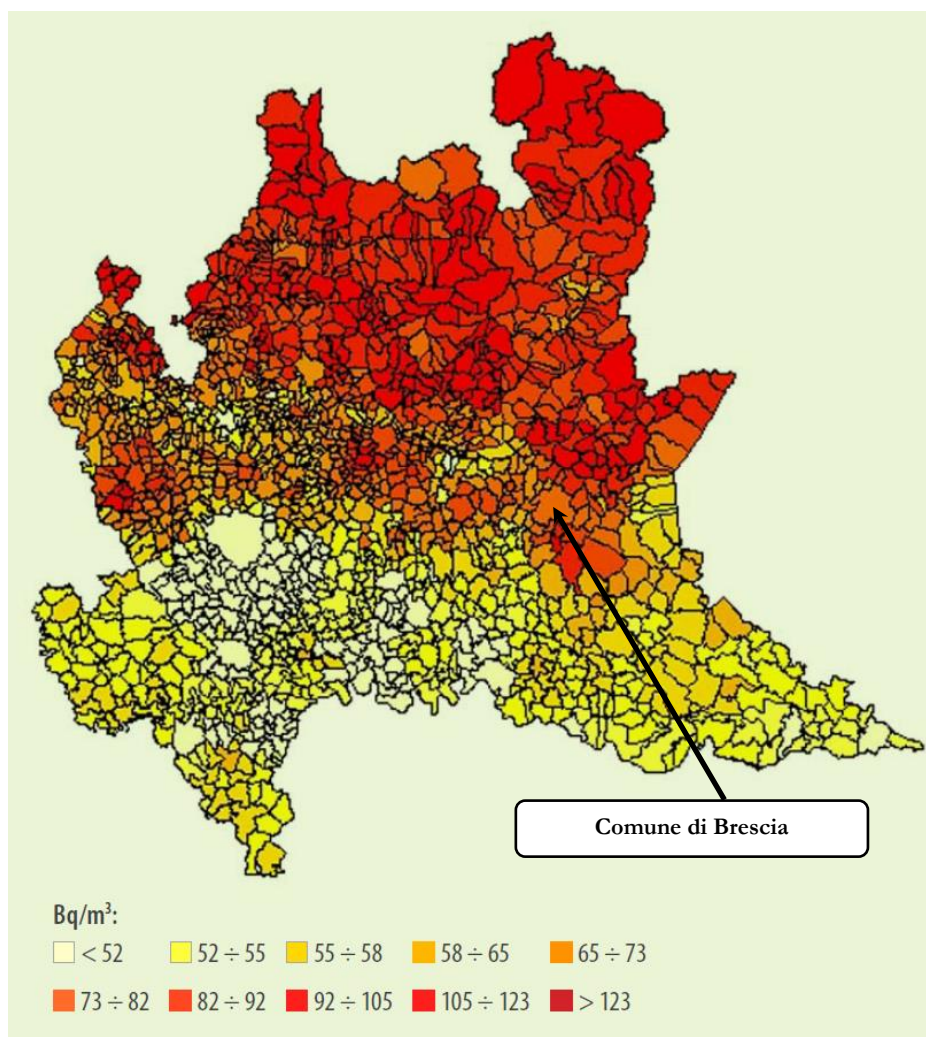 Comune di Brescia
Bq/m³:
< 52 52 ÷ 55 55 ÷ 58 58 ÷ 65 65 ÷ 73
73 ÷ 82 82 ÷ 92 92 ÷ 105 105 ÷ 123 > 123